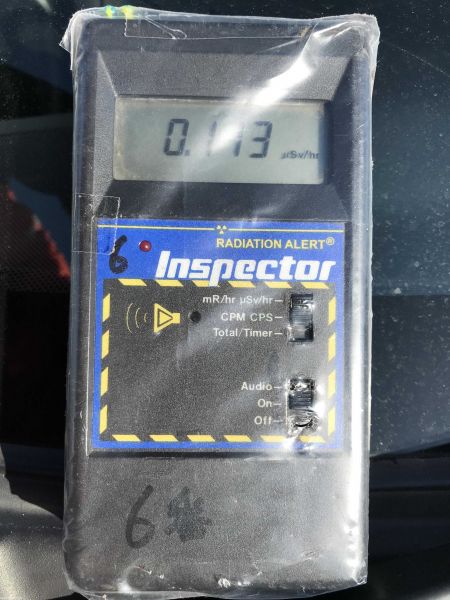 0.113 µSv/hr
6
RADIATION ALERT®
Inspector
mR/hr µSv/hr
CPM CPS
Total/Timer
Audio
On
Off
6